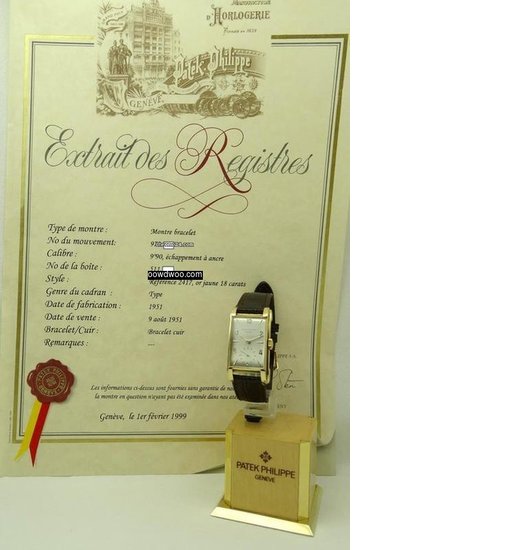 MANUFACTURE
D'HORLOGERIE
FONDÉE EN 1839
Patek, Philippe
GENÈVE
Extrait des Registres
Type de montre : Montre bracelet
No du mouvement: 9
Calibre : 9'''90, échappement à ancre
No de la boîte :
oowdwoo.com
Style : Référence 2417, or jaune 18 carats
Genre du cadran : Type
Date de fabrication : 1951
Date de vente : 9 août 1951
Bracelet/Cuir : Bracelet cuir
Remarques : ---
Les informations ci-dessus sont fournies sans garantie de
la montre en question n'ayant pas été examinée dans nos
Genève, le 1er février 1999
PATEK PHILIPPE
GENEVE
PATEK PHILIPPE
GENEVE